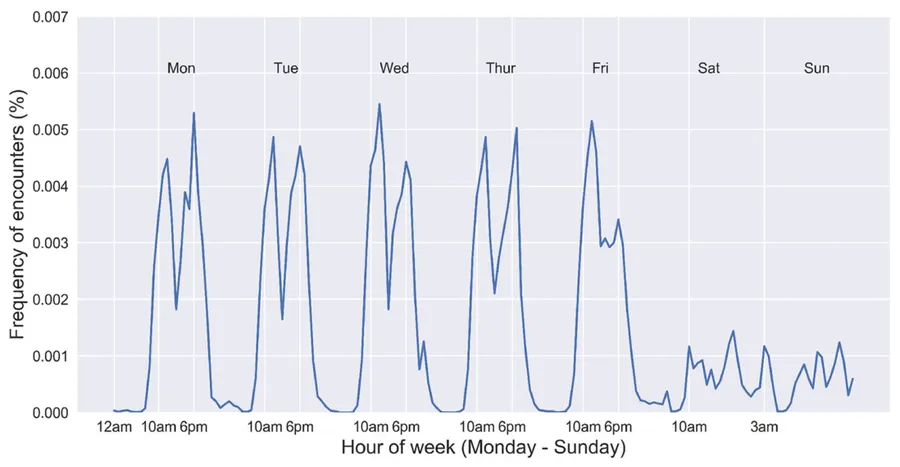 0.007
0.006
0.005
0.004
0.003
0.002
0.001
0.000
Frequency of encounters (%)
Mon Tue Wed Thur Fri Sat Sun
12am 10am 6pm 10am 6pm 10am 6pm 10am 6pm 10am 6pm 10am 3am
Hour of week (Monday - Sunday)